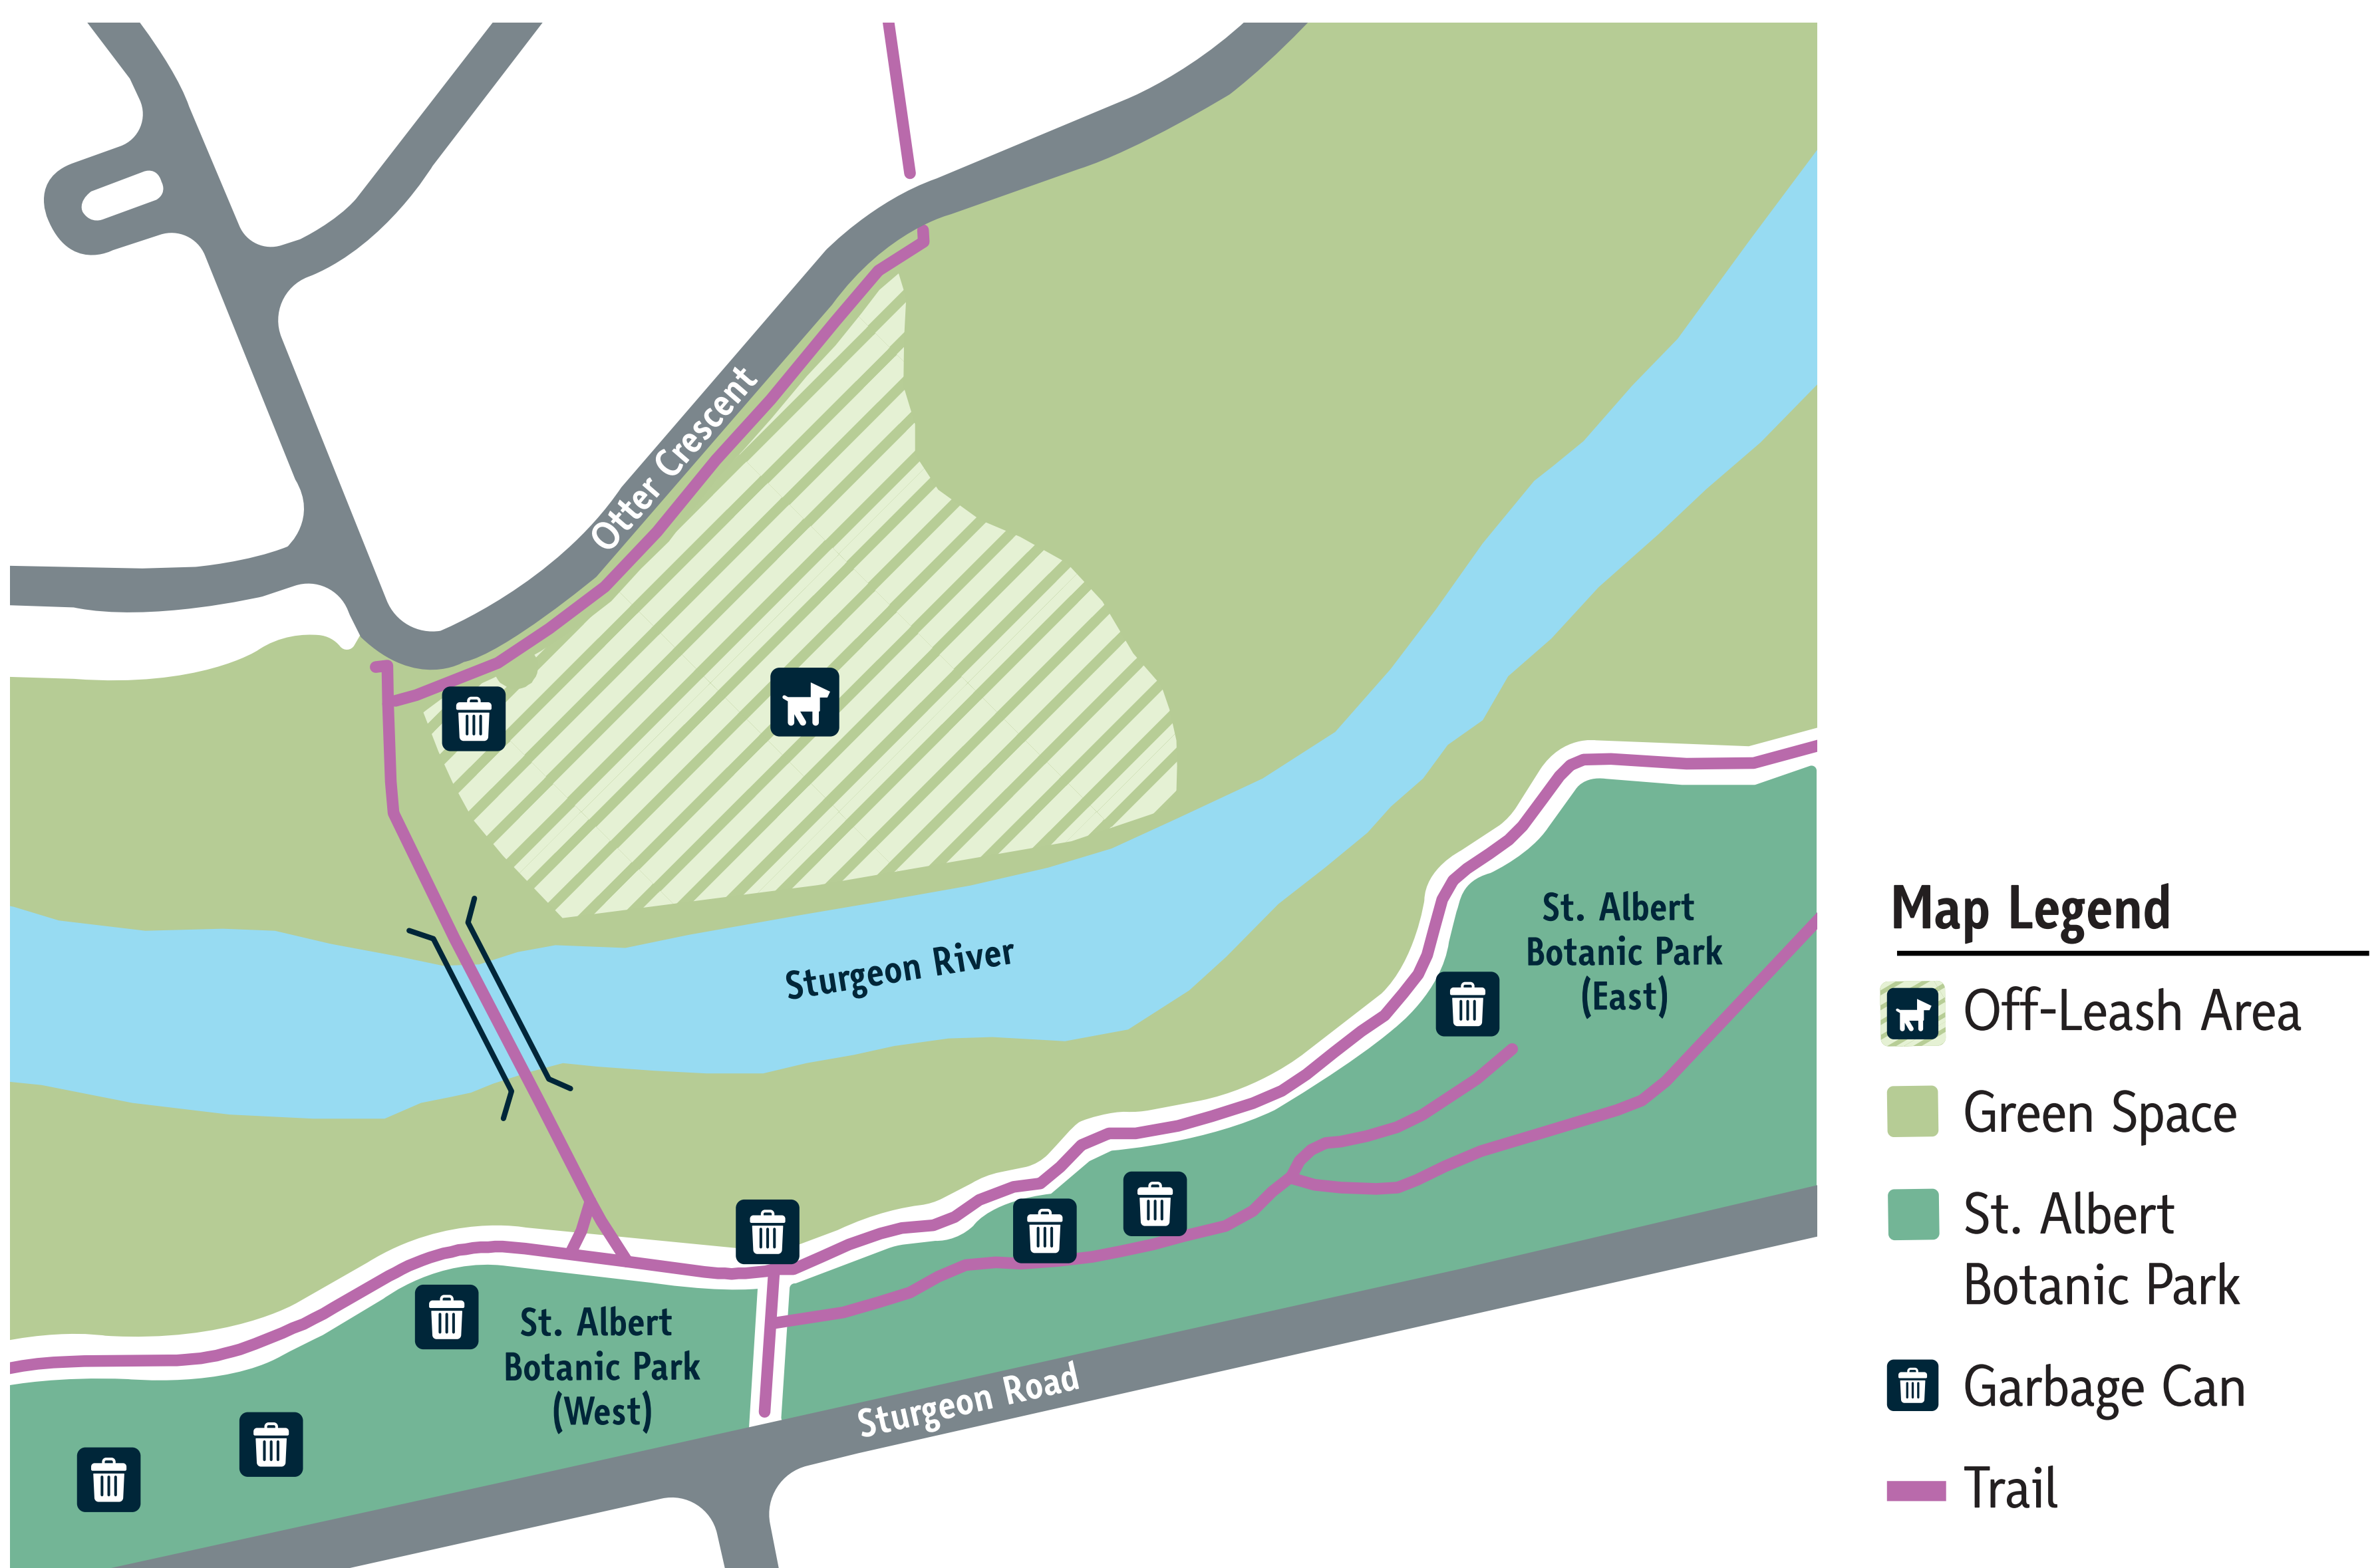 Otter Crescent
Sturgeon River
St. Albert
Botanic Park
(East)
St. Albert
Botanic Park
(West)
Sturgeon Road
Map Legend
Off-Leash Area
Green Space
St. Albert
Botanic Park
Garbage Can
Trail